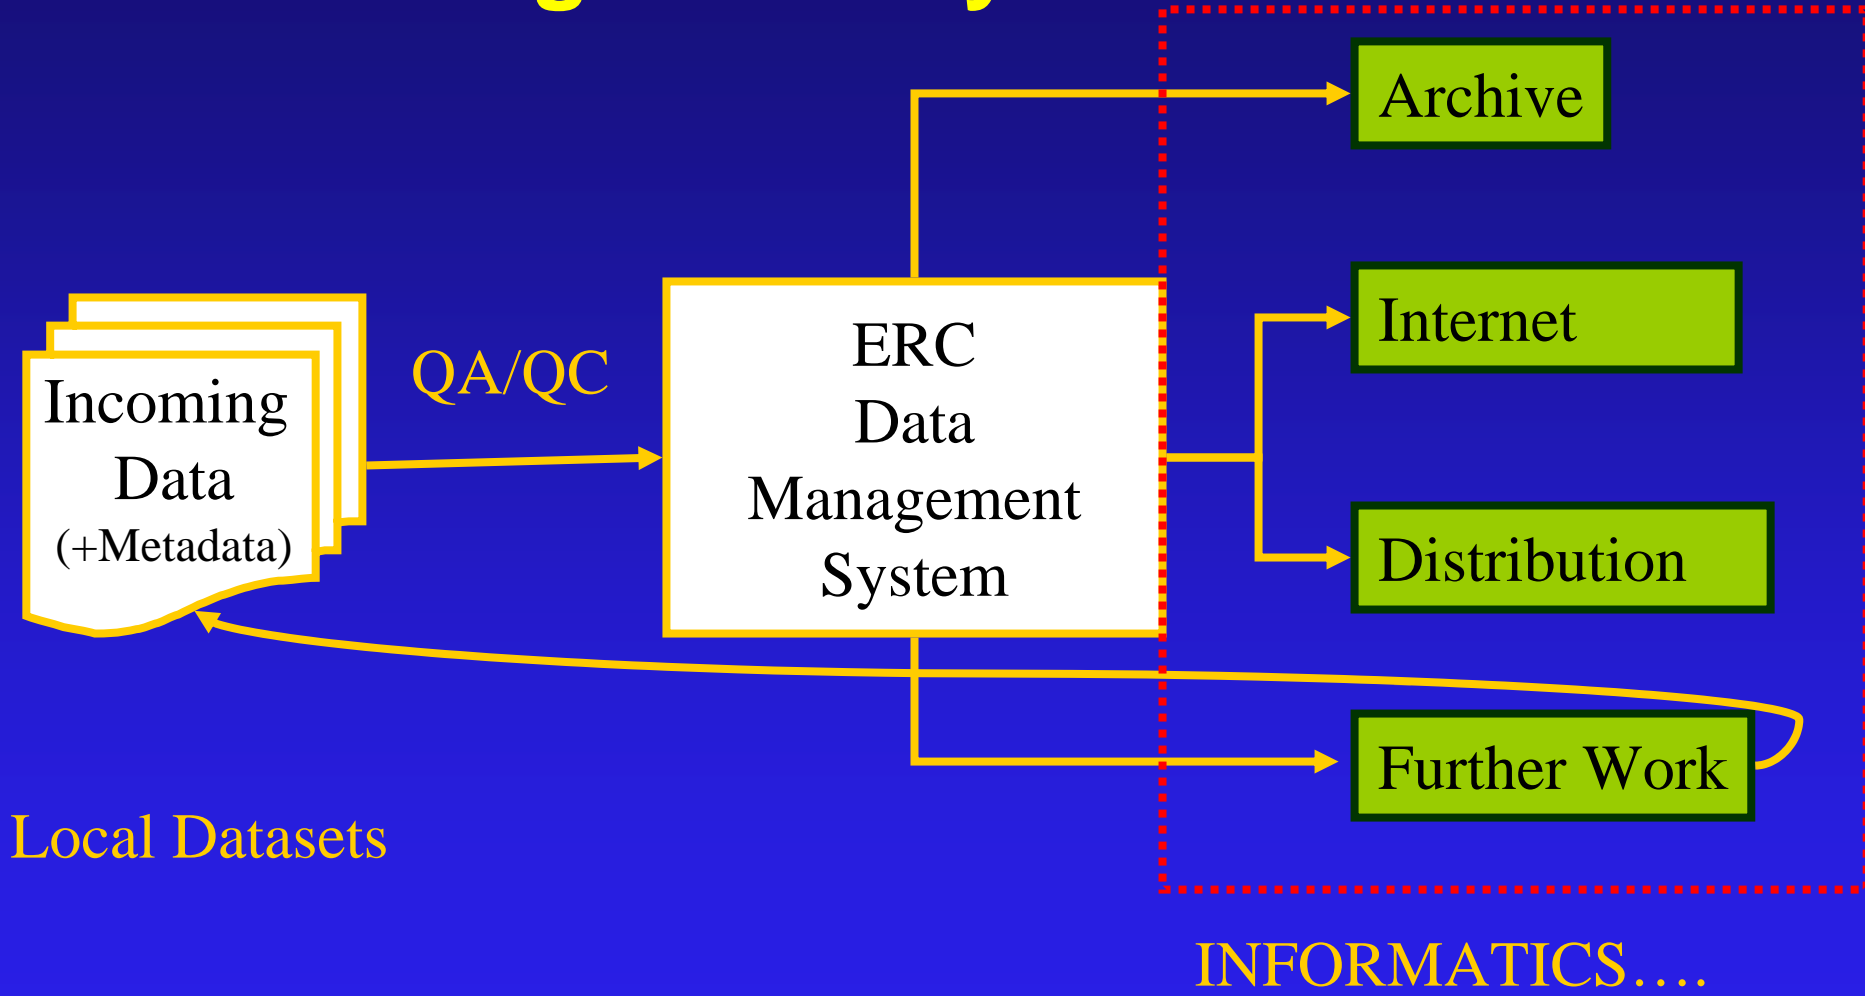 Archive
Internet
QA/QC
ERC
Data
Management
System
Incoming
Data
(+Metadata)
Distribution
Further Work
Local Datasets
INFORMATICS….